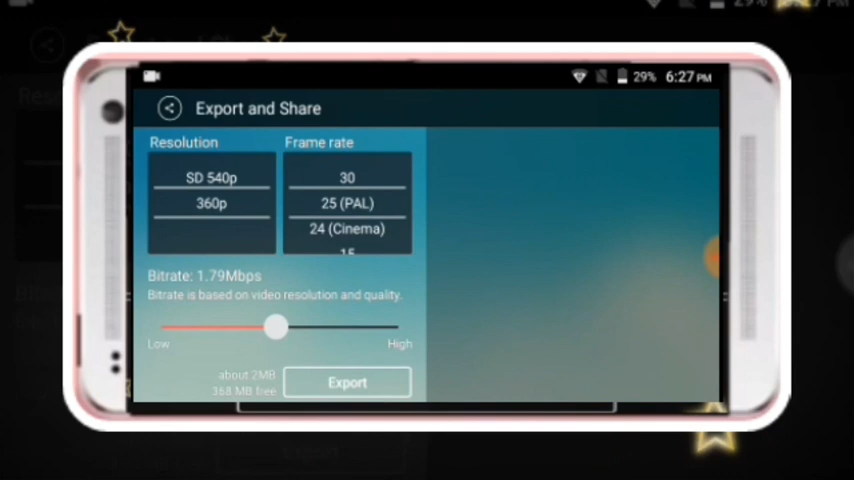 29% 6:27 PM
Export and Share
Resolution
Frame rate
SD 540p
30
360p
25 (PAL)
24 (Cinema)
15
Bitrate: 1.79Mbps
Bitrate is based on video resolution and quality.
Low
High
about 2MB
368 MB free
Export